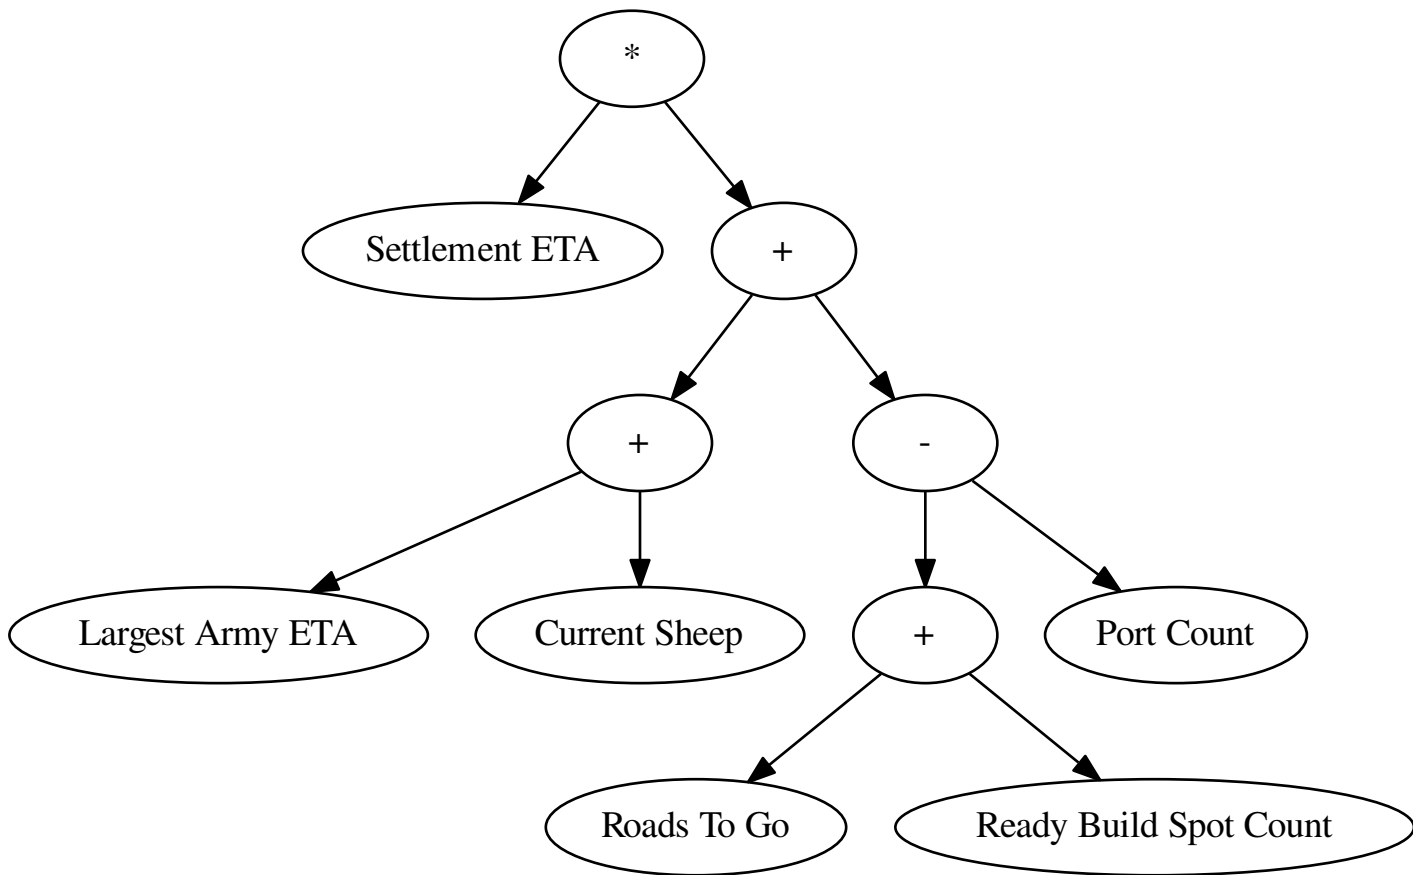 *
Settlement ETA
+
+
-
Largest Army ETA
Current Sheep
+
Port Count
Roads To Go
Ready Build Spot Count